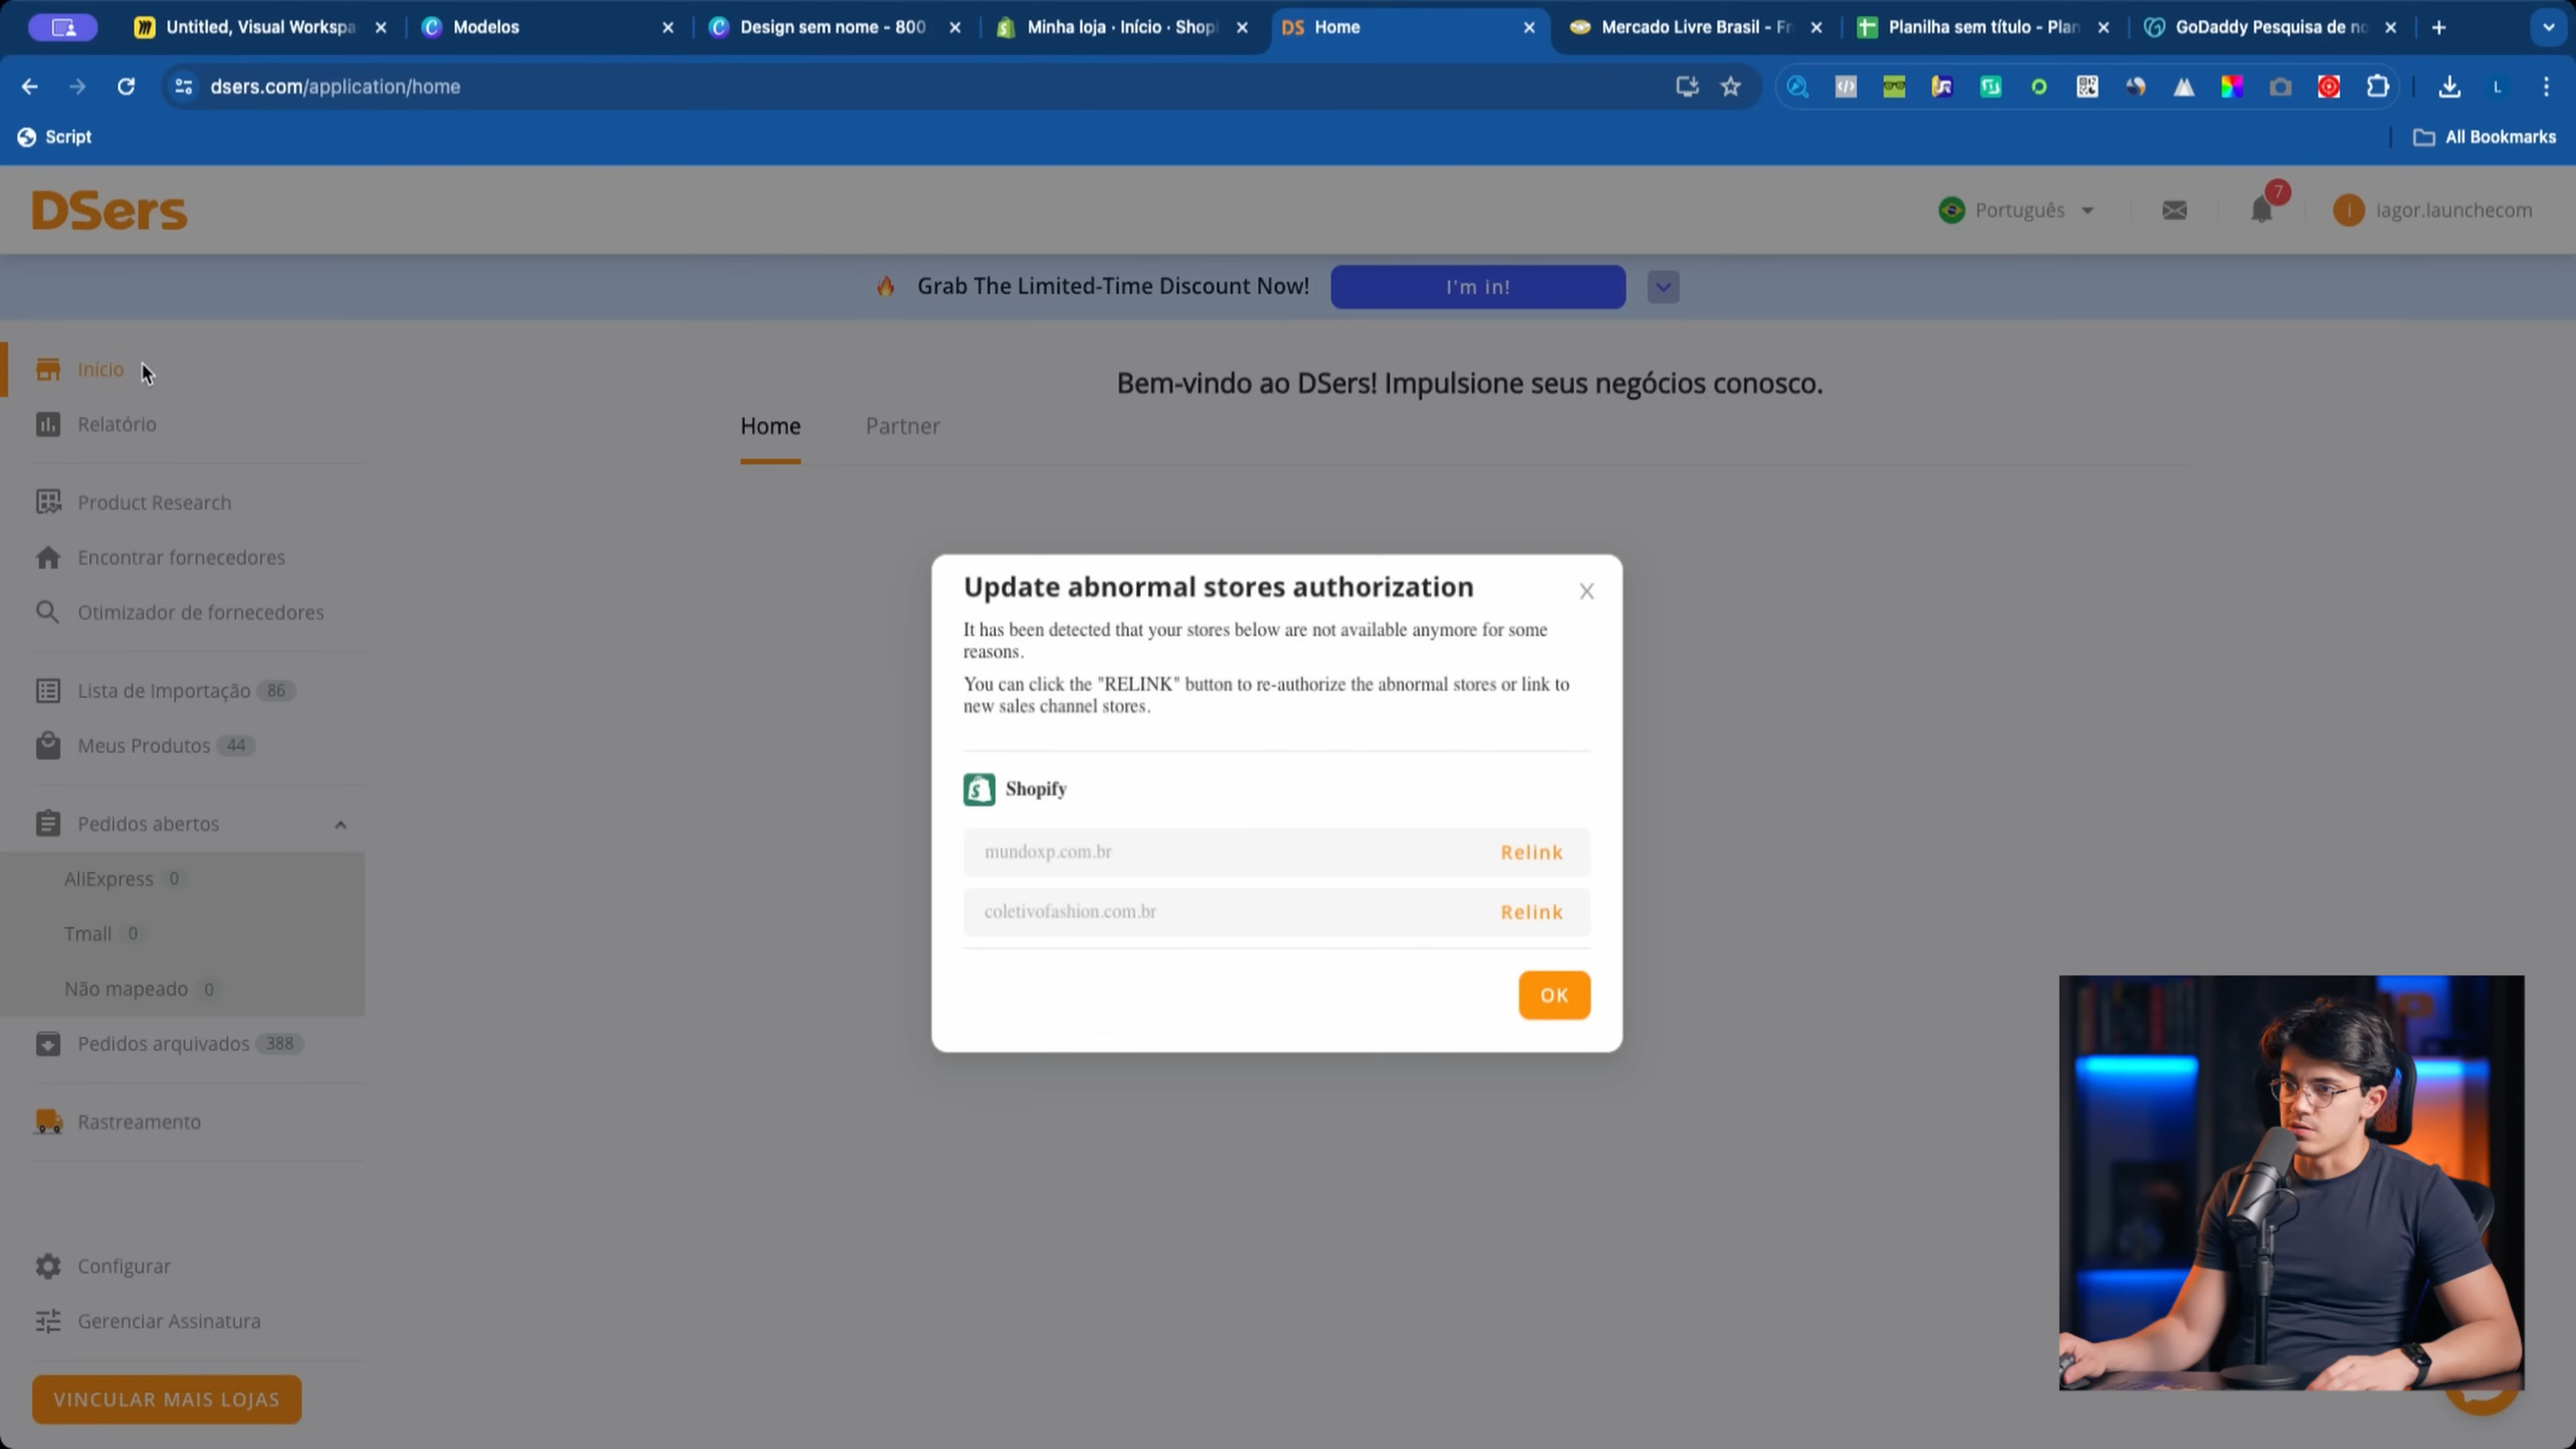 Untitled, Visual Workspa
Modelos
Design sem nome - 800
Minha loja · Início · Shopi
DS Home
Mercado Livre Brasil - Fr
Planilha sem título - Plan
GoDaddy Pesquisa de no
dsers.com/application/home
L
Script
All Bookmarks
DSers
Português
7
i
iagor.launchecom
Grab The Limited-Time Discount Now!
I'm in!
Início
Relatório
Product Research
Encontrar fornecedores
Otimizador de fornecedores
Lista de Importação 86
Meus Produtos 44
Pedidos abertos
AliExpress 0
Tmall 0
Não mapeado 0
Pedidos arquivados 388
Rastreamento
Configurar
Gerenciar Assinatura
VINCULAR MAIS LOJAS
Bem-vindo ao DSers! Impulsione seus negócios conosco.
Home Partner
Update abnormal stores authorization
It has been detected that your stores below are not available anymore for some
reasons.
You can click the "RELINK" button to re-authorize the abnormal stores or link to
new sales channel stores.
Shopify
mundoxp.com.br Relink
coletivofashion.com.br Relink
OK